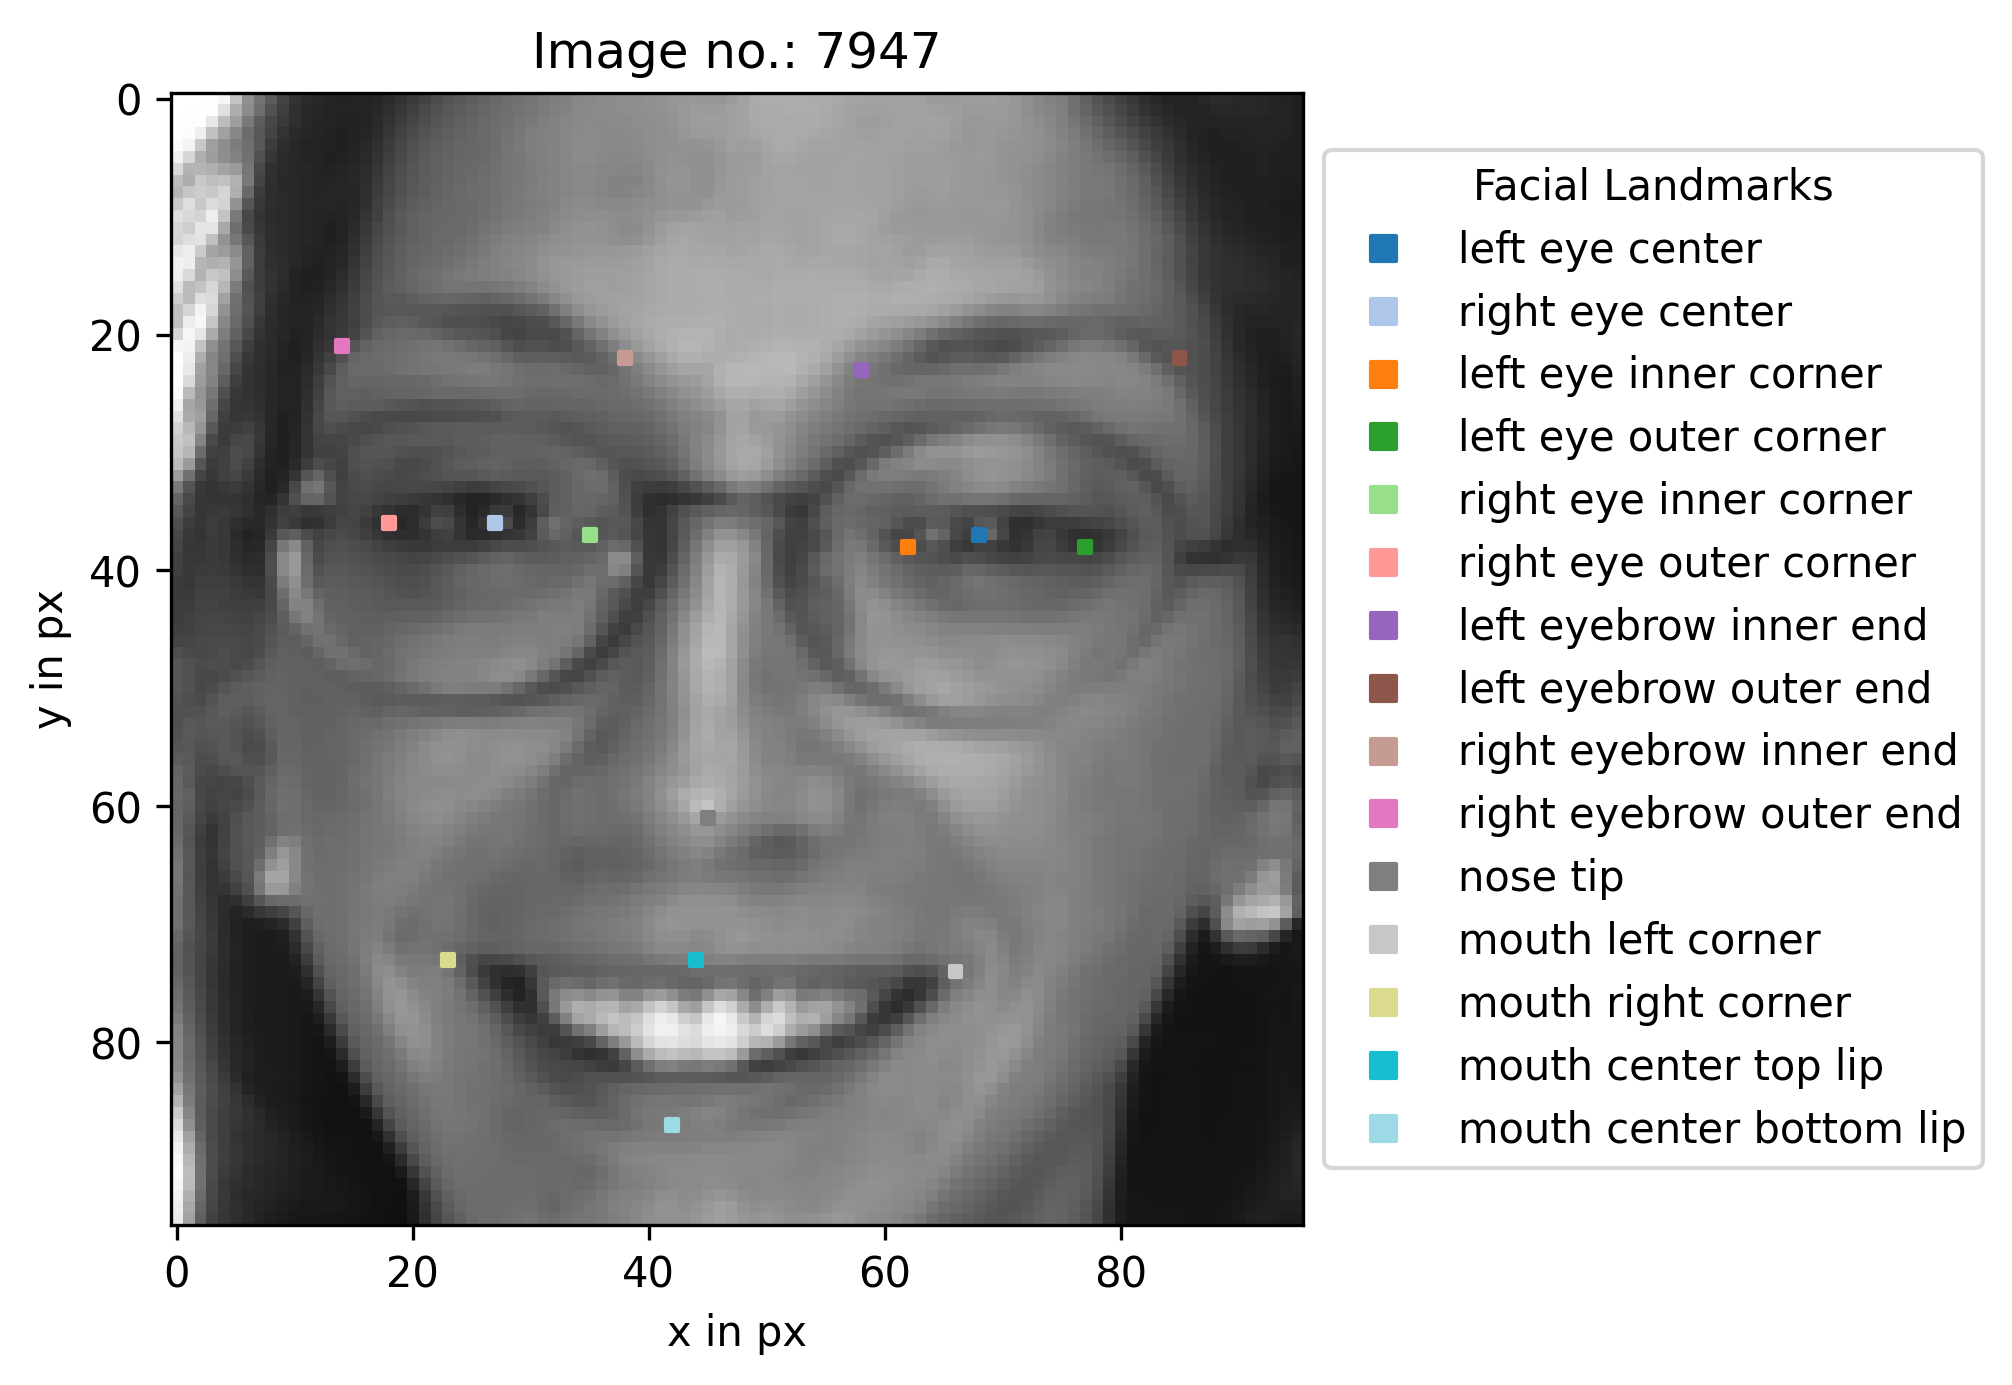 Image no.: 7947
0
20
40
60
80
y in px
0 20 40 60 80
x in px
Facial Landmarks
left eye center
right eye center
left eye inner corner
left eye outer corner
right eye inner corner
right eye outer corner
left eyebrow inner end
left eyebrow outer end
right eyebrow inner end
right eyebrow outer end
nose tip
mouth left corner
mouth right corner
mouth center top lip
mouth center bottom lip